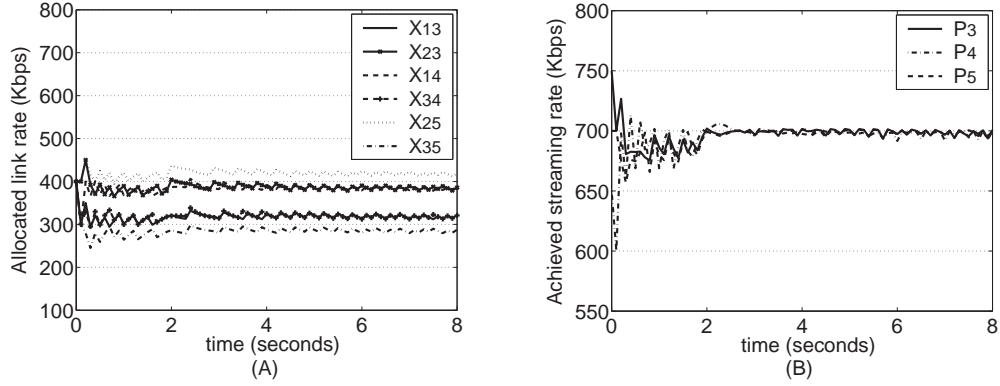 800
700
600
500
400
300
200
100
Allocated link rate (Kbps)
0 2 4 6 8
time (seconds)
(A)
X13
X23
X14
X34
X25
X35
800
750
700
650
600
550
Achieved streaming rate (Kbps)
0 2 4 6 8
time (seconds)
(B)
P3
P4
P5